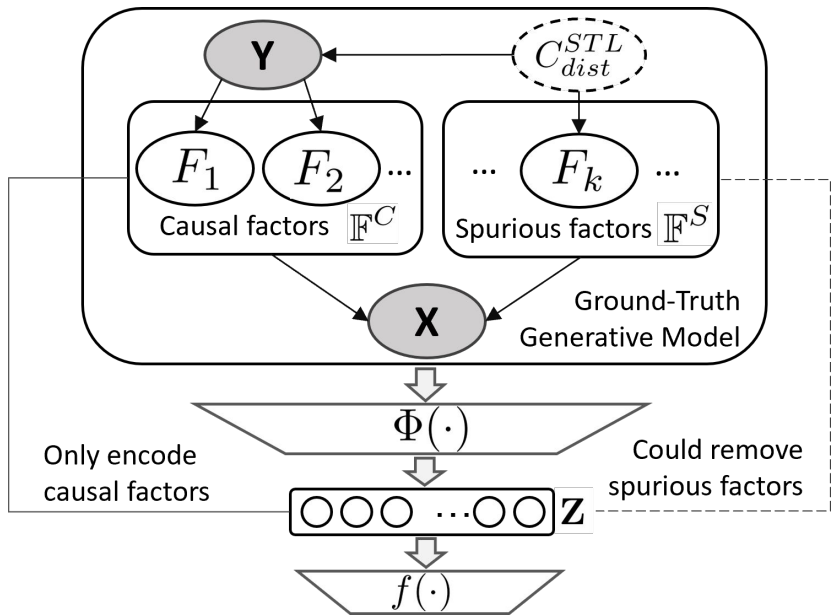 Y
C_{dist}^{STL}
F_1
F_2
...
...
F_k
...
Causal factors 𝔽^C
Spurious factors 𝔽^S
X
Ground-Truth
Generative Model
Φ(·)
Only encode
causal factors
Could remove
spurious factors
... Z
f(·)